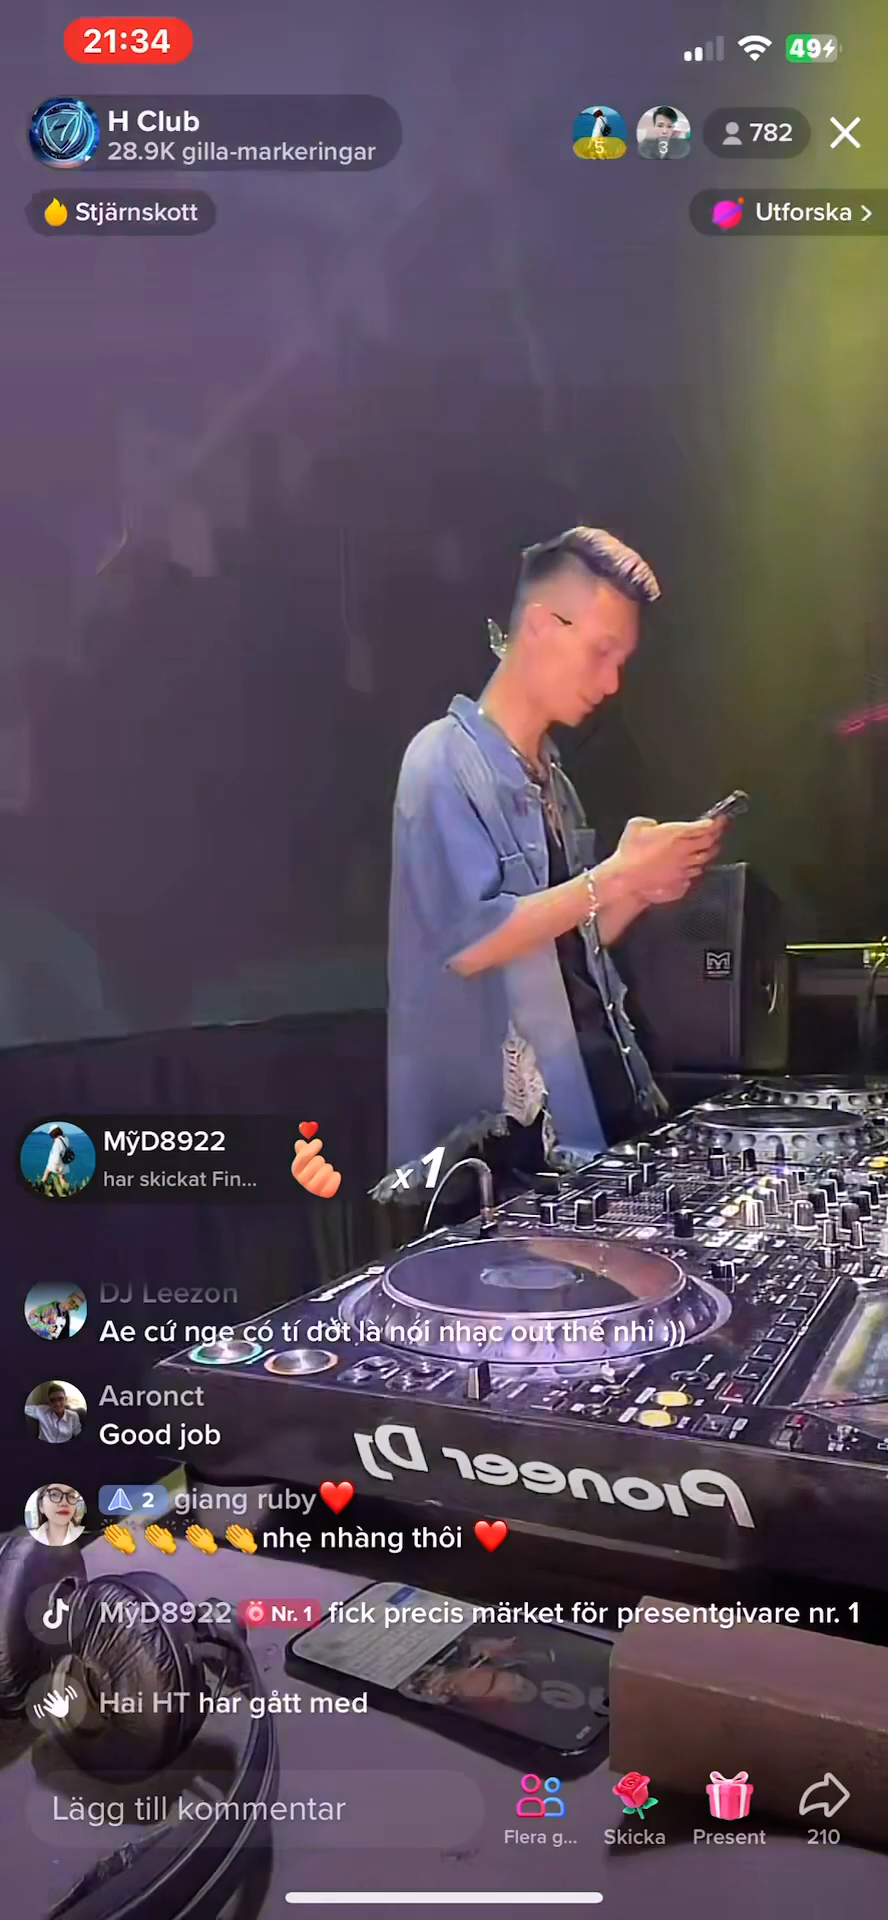 21:34
49
H Club
28.9K gilla-markeringar
5
3
782
Stjärnskott
Utforska >
MỹD8922
har skickat Fin...
x1
DJ Leezon
Ae cứ nge có tí dớt là nói nhạc out thế nhỉ :))
Aaronct
Good job
2 giang ruby❤️
👏👏👏👏nhẹ nhàng thôi ❤️
Pioneer Dj
MỹD8922 Nr. 1 fick precis märket för presentgivare nr. 1
Hai HT har gått med
Lägg till kommentar
Flera g...
Skicka
Present
210